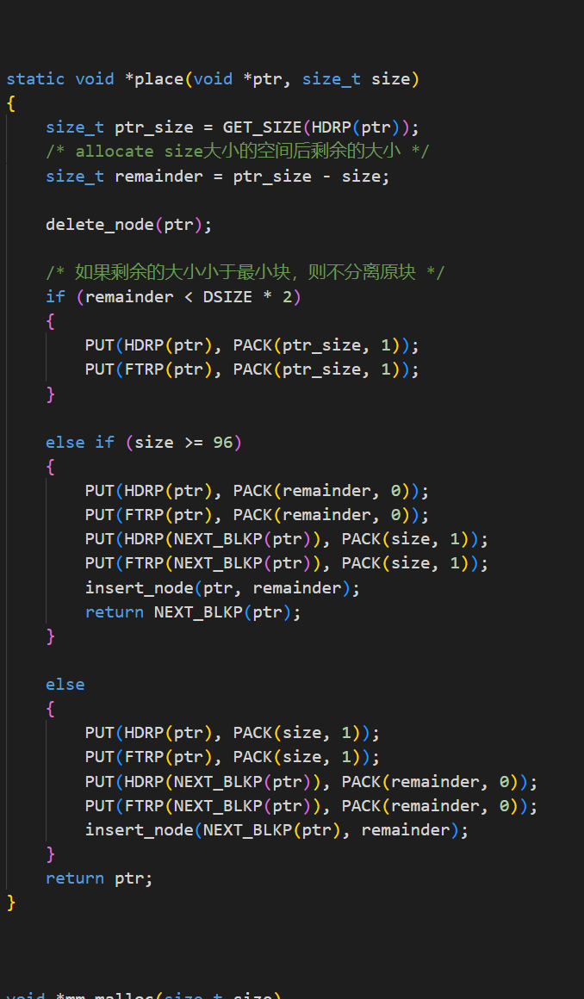 static void *place(void *ptr, size_t size)
{
size_t ptr_size = GET_SIZE(HDRP(ptr));
/* allocate size大小的空间后剩余的大小 */
size_t remainder = ptr_size - size;
delete_node(ptr);
/* 如果剩余的大小小于最小块，则不分离原块 */
if (remainder < DSIZE * 2)
{
PUT(HDRP(ptr), PACK(ptr_size, 1));
PUT(FTRP(ptr), PACK(ptr_size, 1));
}
else if (size >= 96)
{
PUT(HDRP(ptr), PACK(remainder, 0));
PUT(FTRP(ptr), PACK(remainder, 0));
PUT(HDRP(NEXT_BLKP(ptr)), PACK(size, 1));
PUT(FTRP(NEXT_BLKP(ptr)), PACK(size, 1));
insert_node(ptr, remainder);
return NEXT_BLKP(ptr);
}
else
{
PUT(HDRP(ptr), PACK(size, 1));
PUT(FTRP(ptr), PACK(size, 1));
PUT(HDRP(NEXT_BLKP(ptr)), PACK(remainder, 0));
PUT(FTRP(NEXT_BLKP(ptr)), PACK(remainder, 0));
insert_node(NEXT_BLKP(ptr), remainder);
}
return ptr;
}
void *mm_malloc(size_t size)